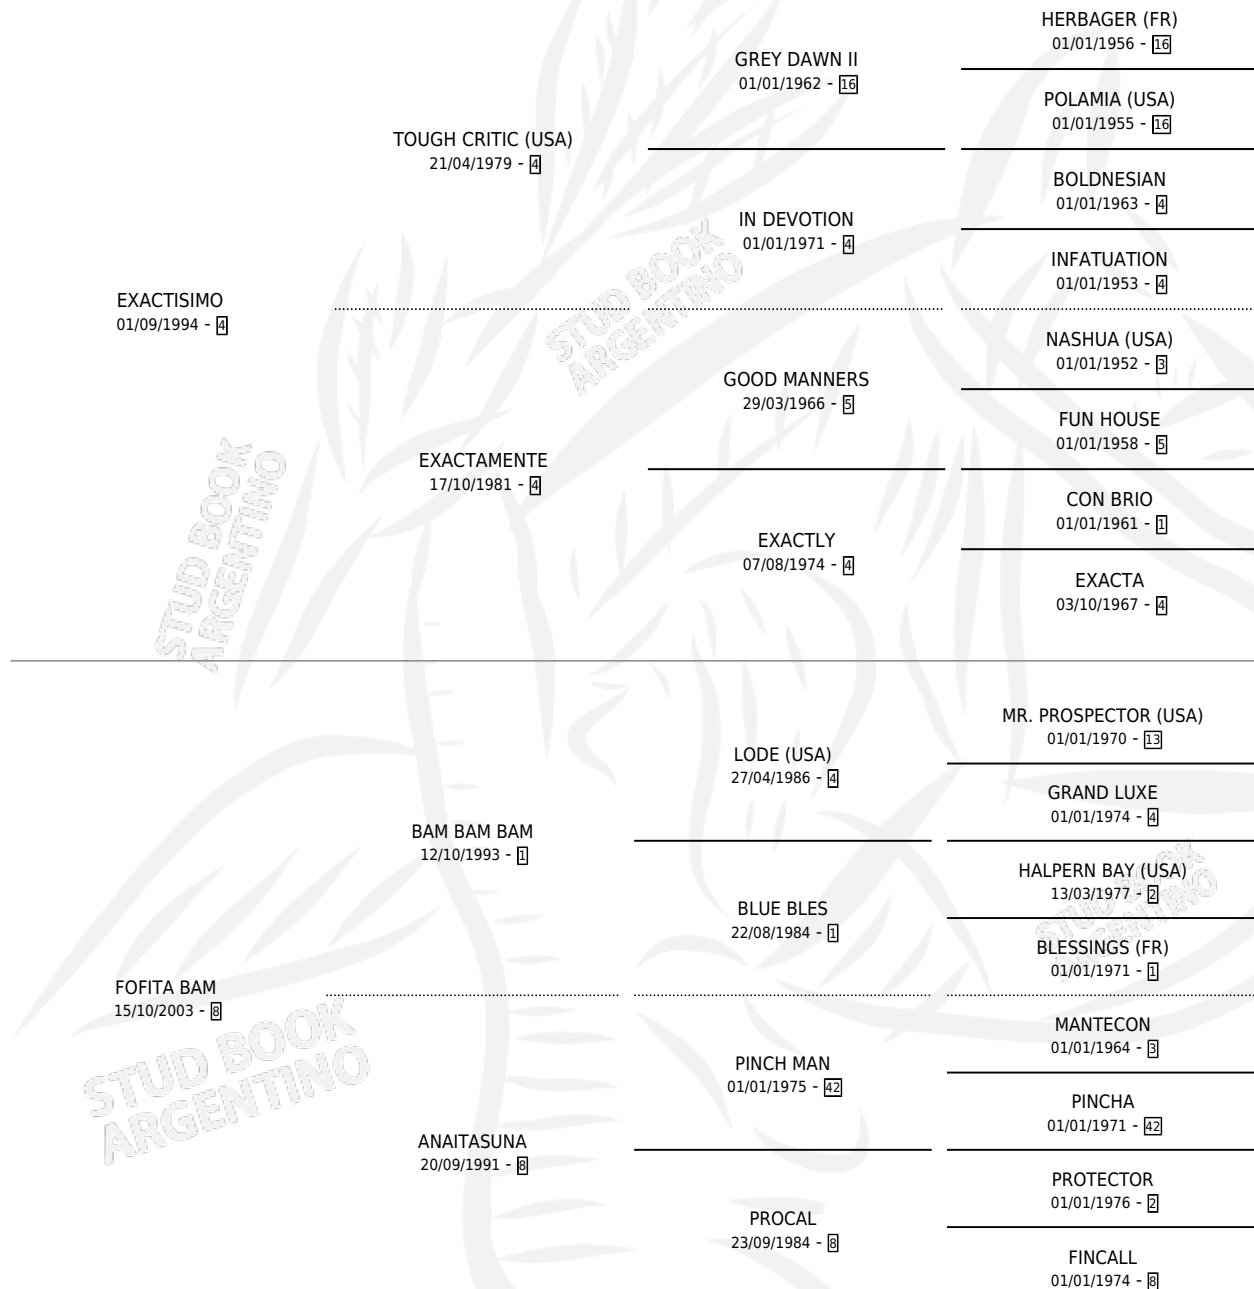 HERBAGER (FR)
01/01/1956 - 16
GREY DAWN II
01/01/1962 - 16
POLAMIA (USA)
01/01/1955 - 16
TOUGH CRITIC (USA)
21/04/1979 - 4
BOLDNESIAN
01/01/1963 - 4
IN DEVOTION
01/01/1971 - 4
INFATUATION
01/01/1953 - 4
EXACTISIMO
01/09/1994 - 4
NASHUA (USA)
01/01/1952 - 3
GOOD MANNERS
29/03/1966 - 5
FUN HOUSE
01/01/1958 - 5
EXACTAMENTE
17/10/1981 - 4
CON BRIO
01/01/1961 - 1
EXACTLY
07/08/1974 - 4
EXACTA
03/10/1967 - 4
MR. PROSPECTOR (USA)
01/01/1970 - 13
LODE (USA)
27/04/1986 - 4
GRAND LUXE
01/01/1974 - 4
BAM BAM BAM
12/10/1993 - 1
HALPERN BAY (USA)
13/03/1977 - 2
BLUE BLES
22/08/1984 - 1
BLESSINGS (FR)
01/01/1971 - 1
FOFITA BAM
15/10/2003 - 8
MANTECON
01/01/1964 - 3
PINCH MAN
01/01/1975 - 42
PINCHA
01/01/1971 - 42
ANAITASUNA
20/09/1991 - 8
PROTECTOR
01/01/1976 - 2
PROCAL
23/09/1984 - 8
FINCALL
01/01/1974 - 8
STUD BOOK
ARGENTINO
STUD BOOK
ARGENTINO
STUD BOOK
ARGENTINO
STUD BOOK
ARGENTINO